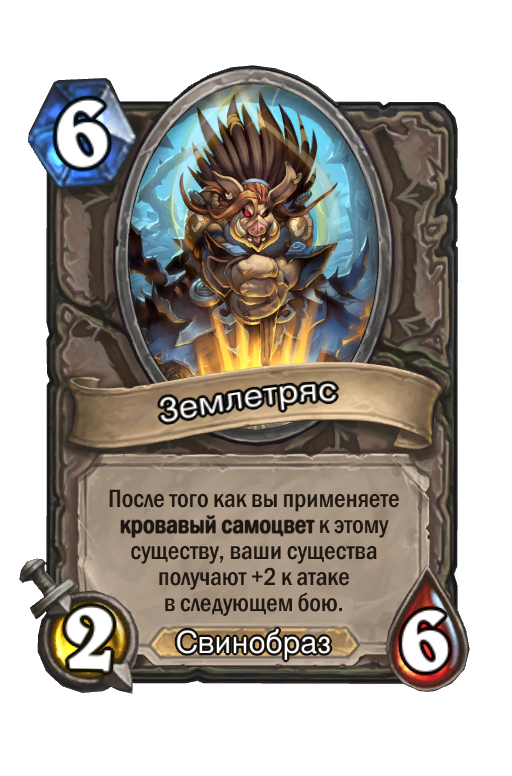 6
Землетряс
После того как вы применяете
кровавый самоцвет к этому
существу, ваши существа
получают +2 к атаке
в следующем бою.
2
Свинобраз
6